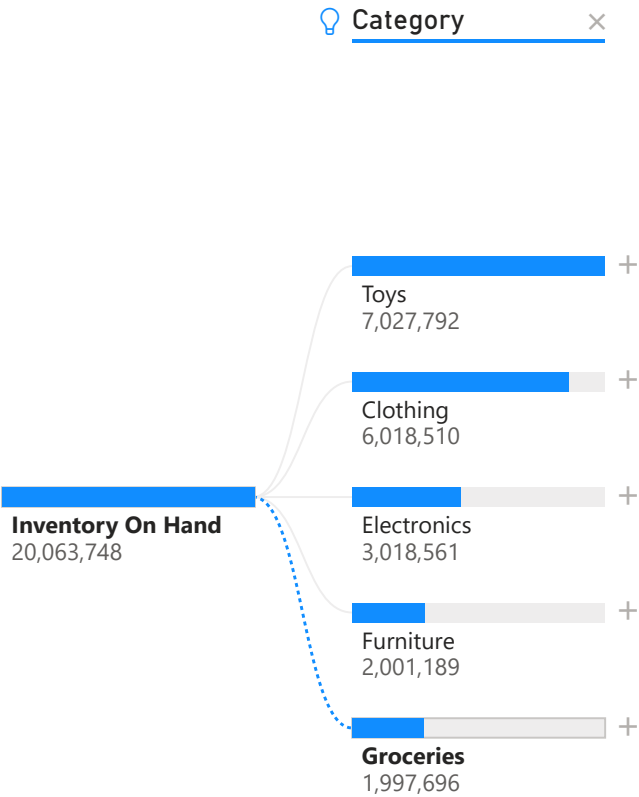 Category
Toys
7,027,792
Clothing
6,018,510
Inventory On Hand
20,063,748
Electronics
3,018,561
Furniture
2,001,189
Groceries
1,997,696